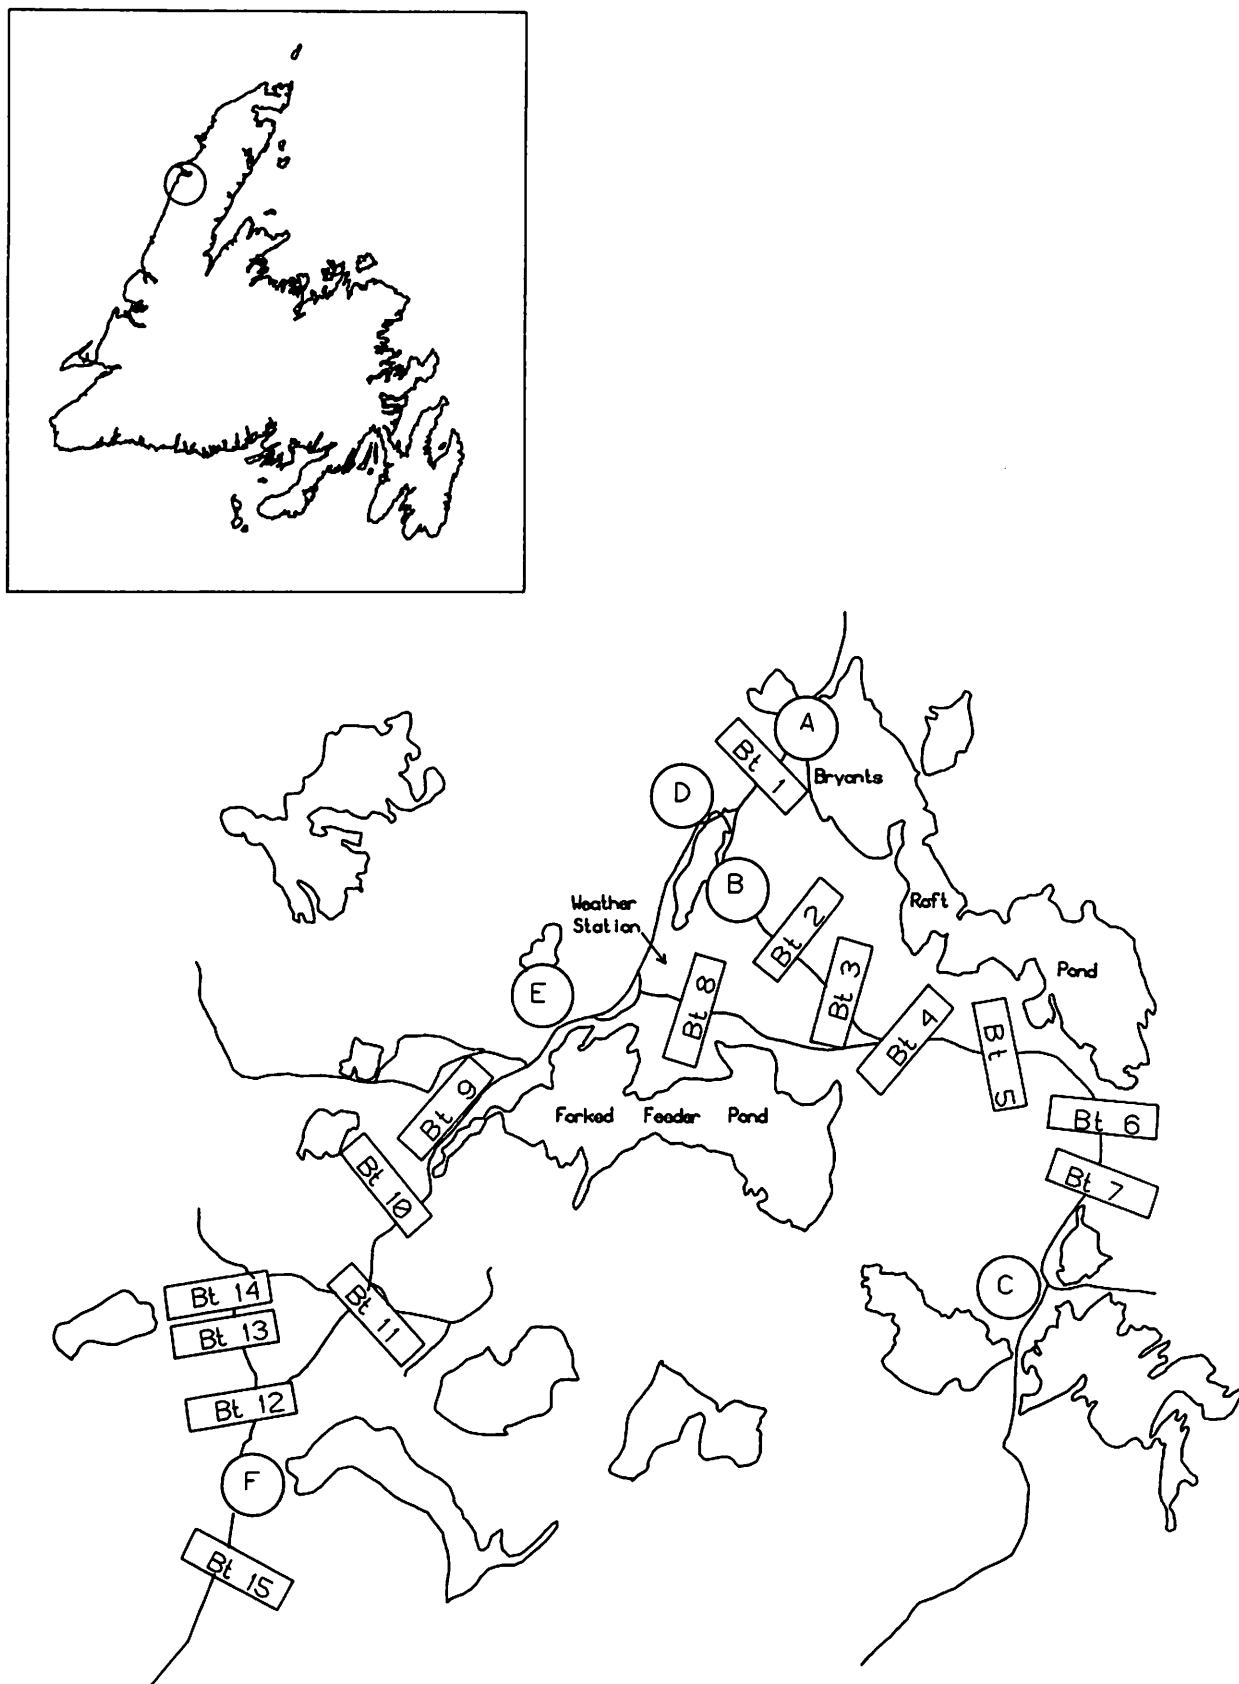 A
Bt 1
Bryants
D
B
Raft
Weather
Station
Bt 2
Bt 3
Pond
E
Bt 8
Bt 4
Bt 5
Bt 9
Forked Feeder Pond
Bt 6
Bt 10
Bt 7
C
Bt 14
Bt 11
Bt 13
Bt 12
F
Bt 15